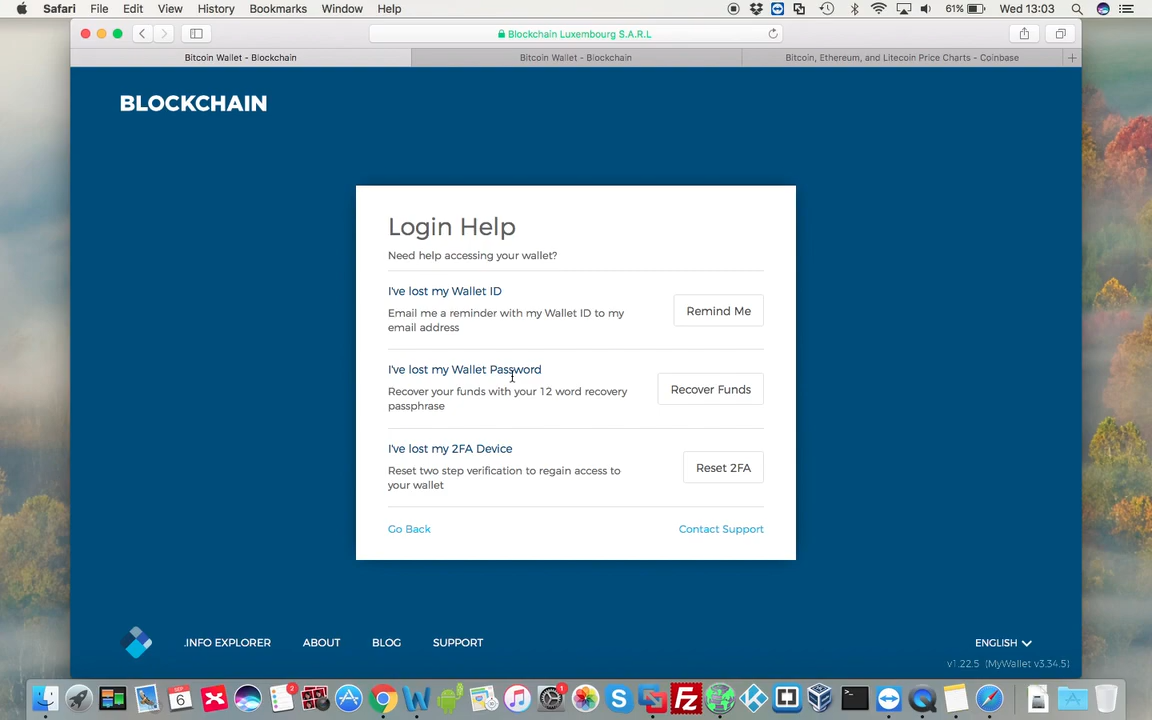 Safari File Edit View History Bookmarks Window Help 61% Wed 13:03
Blockchain Luxembourg S.A.R.L
Bitcoin Wallet - Blockchain Bitcoin Wallet - Blockchain Bitcoin, Ethereum, and Litecoin Price Charts - Coinbase
BLOCKCHAIN
Login Help
Need help accessing your wallet?
I've lost my Wallet ID
Email me a reminder with my Wallet ID to my
email address
Remind Me
I've lost my Wallet Password
Recover your funds with your 12 word recovery
passphrase
Recover Funds
I've lost my 2FA Device
Reset two step verification to regain access to
your wallet
Reset 2FA
Go Back Contact Support
.INFO EXPLORER ABOUT BLOG SUPPORT ENGLISH
v1.22.5 (MyWallet v3.34.5)